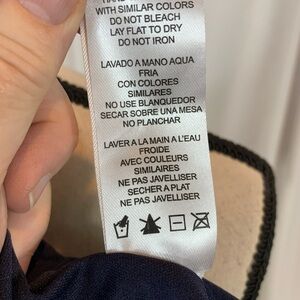 WITH SIMILAR COLORS
DO NOT BLEACH
LAY FLAT TO DRY
DO NOT IRON
LAVADO A MANO AQUA
FRIA
CON COLORES
SIMILARES
NO USE BLANQUEDOR
SECAR SOBRE UNA MESA
NO PLANCHAR
LAVER A LA MAIN A L'EAU
FROIDE
AVEC COULEURS
SIMILAIRES
NE PAS JAVELLISER
SECHER A PLAT
NE PAS JAVELLISER